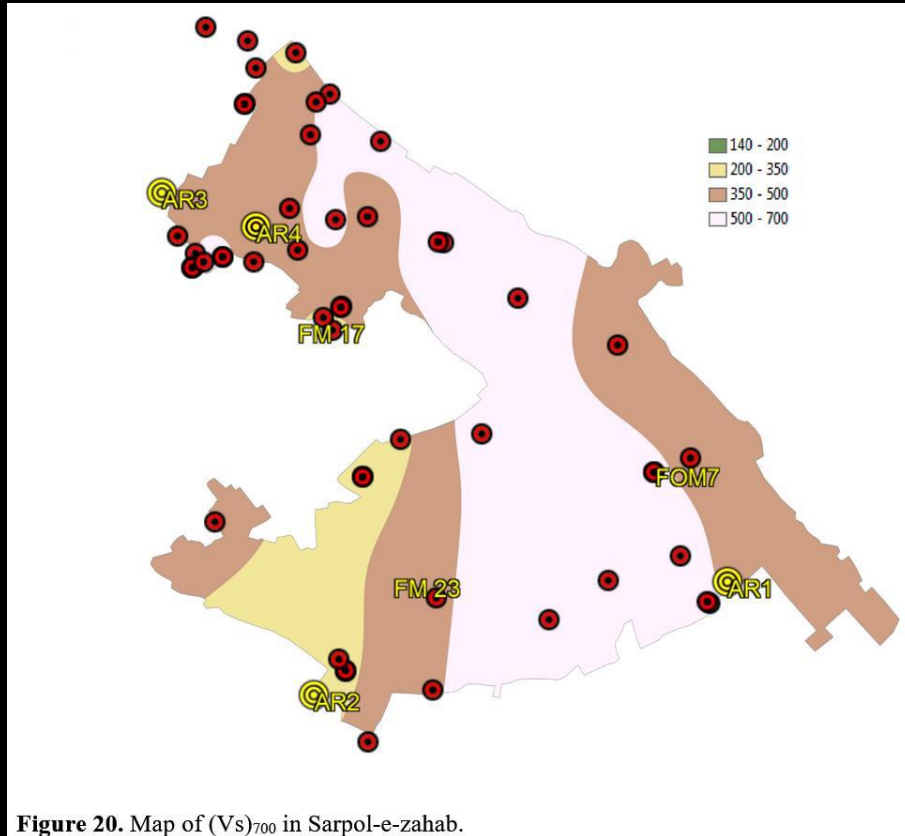 140 - 200
200 - 350
350 - 500
500 - 700
AR3
AR4
FM 17
FOM7
AR1
FM 23
AR2
Figure 20. Map of (Vs)700 in Sarpol-e-zahab.